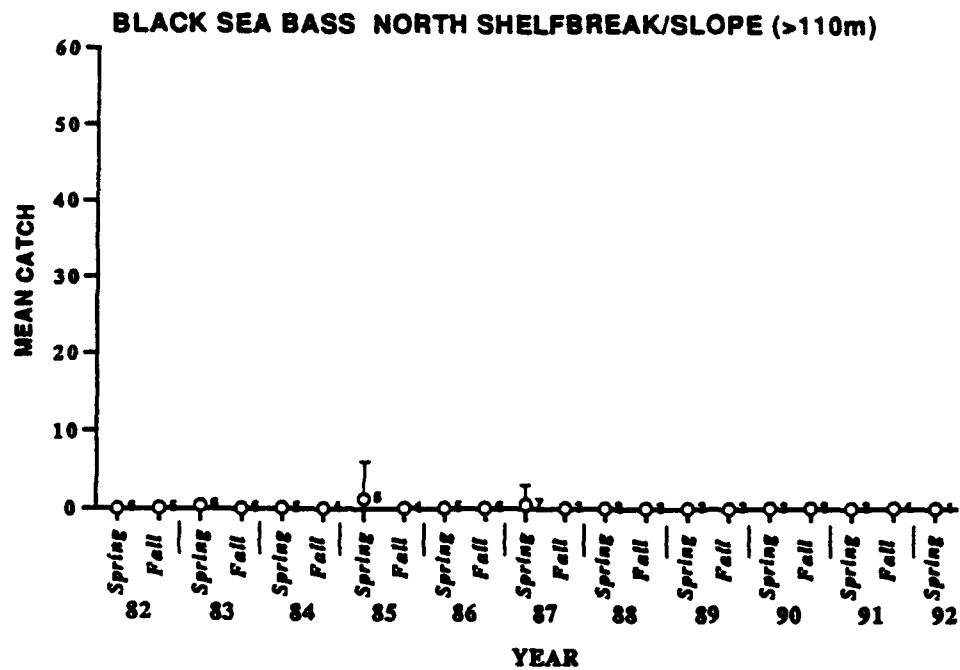 BLACK SEA BASS NORTH SHELFBREAK/SLOPE (>110m)
60
50
40
30
20
10
0
MEAN CATCH
5
7
Spring Fall Spring Fall Spring Fall Spring Fall Spring Fall Spring Fall Spring Fall Spring Fall Spring Fall Spring Fall Spring
82 83 84 85 86 87 88 89 90 91 92
YEAR